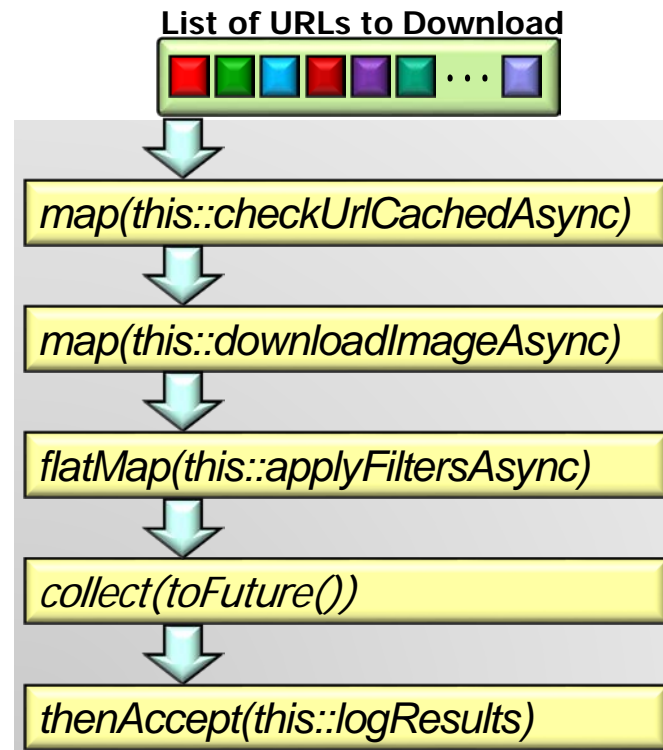 List of URLs to Download
...
map(this::checkUrlCachedAsync)
map(this::downloadImageAsync)
flatMap(this::applyFiltersAsync)
collect(toFuture())
thenAccept(this::logResults)